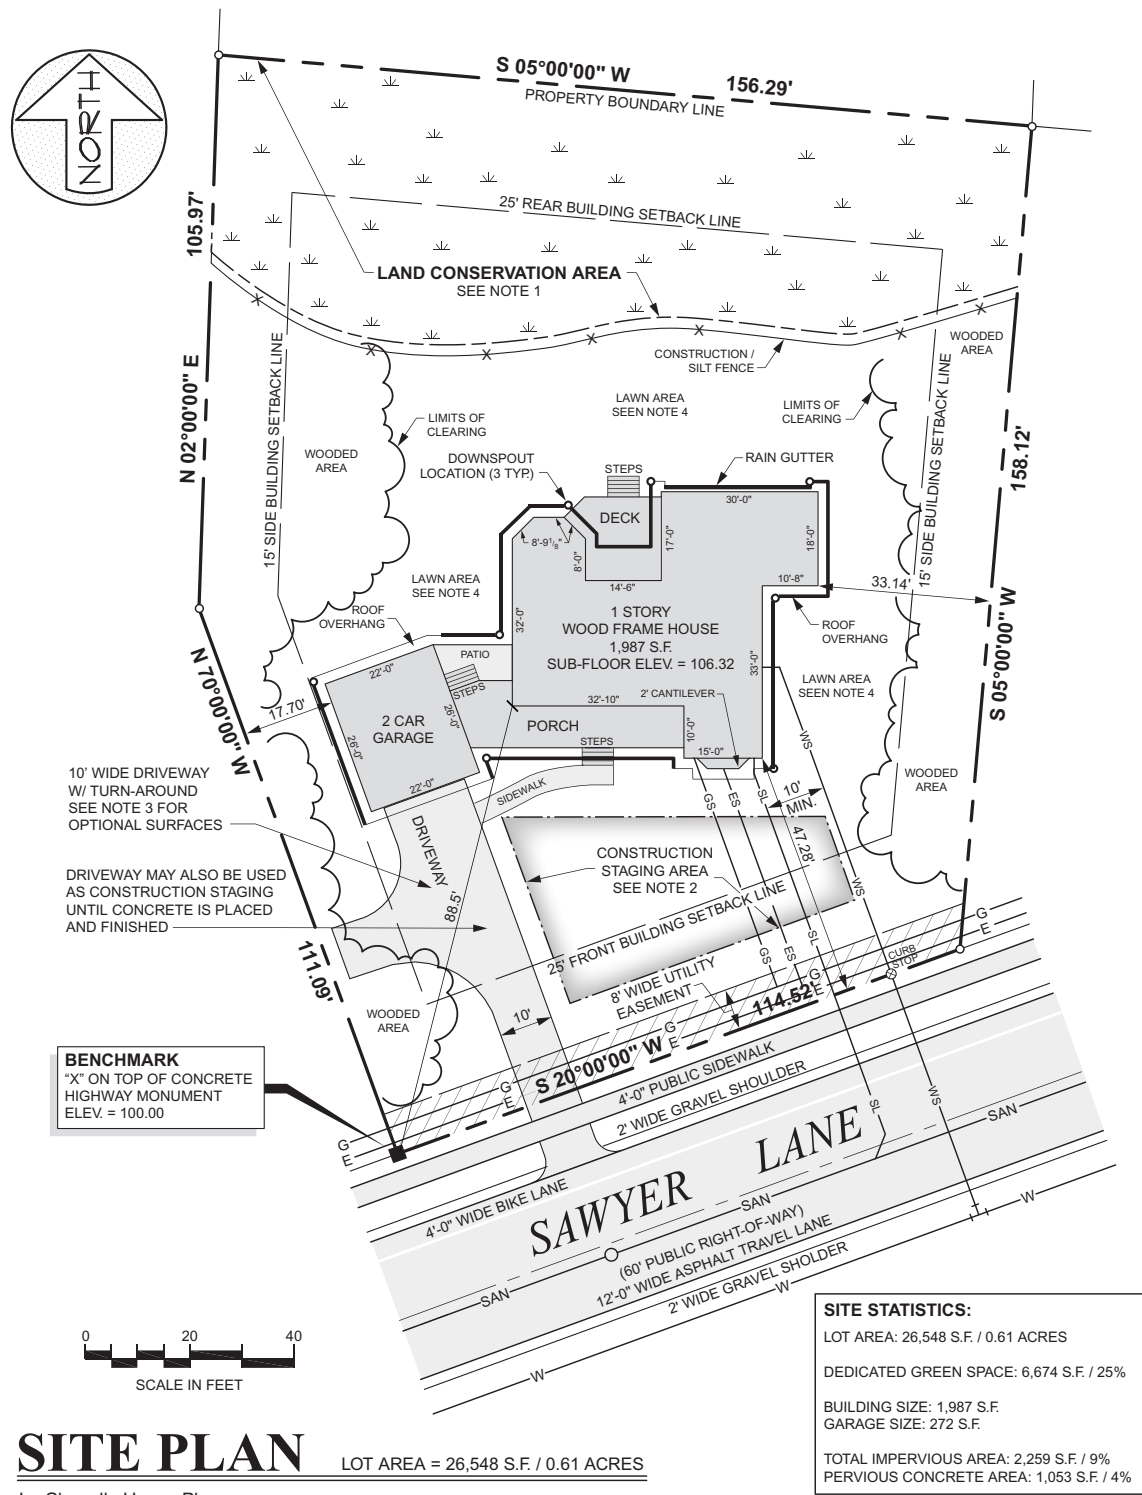 S 05°00'00" W
156.29'
PROPERTY BOUNDARY LINE
NORTH
105.97'
25' REAR BUILDING SETBACK LINE
LAND CONSERVATION AREA
SEE NOTE 1
WOODED
AREA
CONSTRUCTION /
SILT FENCE
N 02°00'00" E
15' SIDE BUILDING SETBACK LINE
LAWN AREA
SEEN NOTE 4
LIMITS OF
CLEARING
LIMITS OF
CLEARING
15' SIDE BUILDING SETBACK LINE
158.12'
WOODED
AREA
DOWNSPOUT
LOCATION (3 TYP.)
STEPS
RAIN GUTTER
30'-0"
DECK
17'-0"
18'-0"
8'-9 1/8"
8'-0"
14'-6"
10'-8"
33.14'
LAWN AREA
SEE NOTE 4
ROOF
OVERHANG
32'-0"
1 STORY
WOOD FRAME HOUSE
1,987 S.F.
SUB-FLOOR ELEV. = 106.32
ROOF
OVERHANG
S 05°00'00" W
N 70°00'00" W
PATIO
22'-0"
STEPS
33'-0"
LAWN AREA
SEEN NOTE 4
2' CANTILEVER
32'-10"
17.70'
2 CAR
GARAGE
26'-0"
26'-0"
PORCH
10'-0"
STEPS
15'-0"
WS
22'-0"
SIDEWALK
10'
MIN.
WOODED
AREA
10' WIDE DRIVEWAY
W/ TURN-AROUND
SEE NOTE 3 FOR
OPTIONAL SURFACES
GS
ES
SL
47.28'
DRIVEWAY
CONSTRUCTION
STAGING AREA
SEE NOTE 2
WS
DRIVEWAY MAY ALSO BE USED
AS CONSTRUCTION STAGING
UNTIL CONCRETE IS PLACED
AND FINISHED
88.5'
25' FRONT BUILDING SETBACK LINE
GS
ES
SL
G
E
CURB
STOP
111.09'
8' WIDE UTILITY
EASEMENT
G
E
114.52'
WOODED
AREA
10'
G
E
S 20°00'00" W
4'-0" PUBLIC SIDEWALK
2' WIDE GRAVEL SHOULDER
BENCHMARK
“X” ON TOP OF CONCRETE
HIGHWAY MONUMENT
ELEV. = 100.00
G
E
G
E
SL
WS
SAN
4'-0" WIDE BIKE LANE
SAWYER LANE
SAN
(60' PUBLIC RIGHT-OF-WAY)
12'-0" WIDE ASPHALT TRAVEL LANE
2' WIDE GRAVEL SHOLDER
SAN
W
W
W
0 20 40
SCALE IN FEET
SITE STATISTICS:
LOT AREA: 26,548 S.F. / 0.61 ACRES
DEDICATED GREEN SPACE: 6,674 S.F. / 25%
BUILDING SIZE: 1,987 S.F.
GARAGE SIZE: 272 S.F.
TOTAL IMPERVIOUS AREA: 2,259 S.F. / 9%
PERVIOUS CONCRETE AREA: 1,053 S.F. / 4%
SITE PLAN
LOT AREA = 26,548 S.F. / 0.61 ACRES